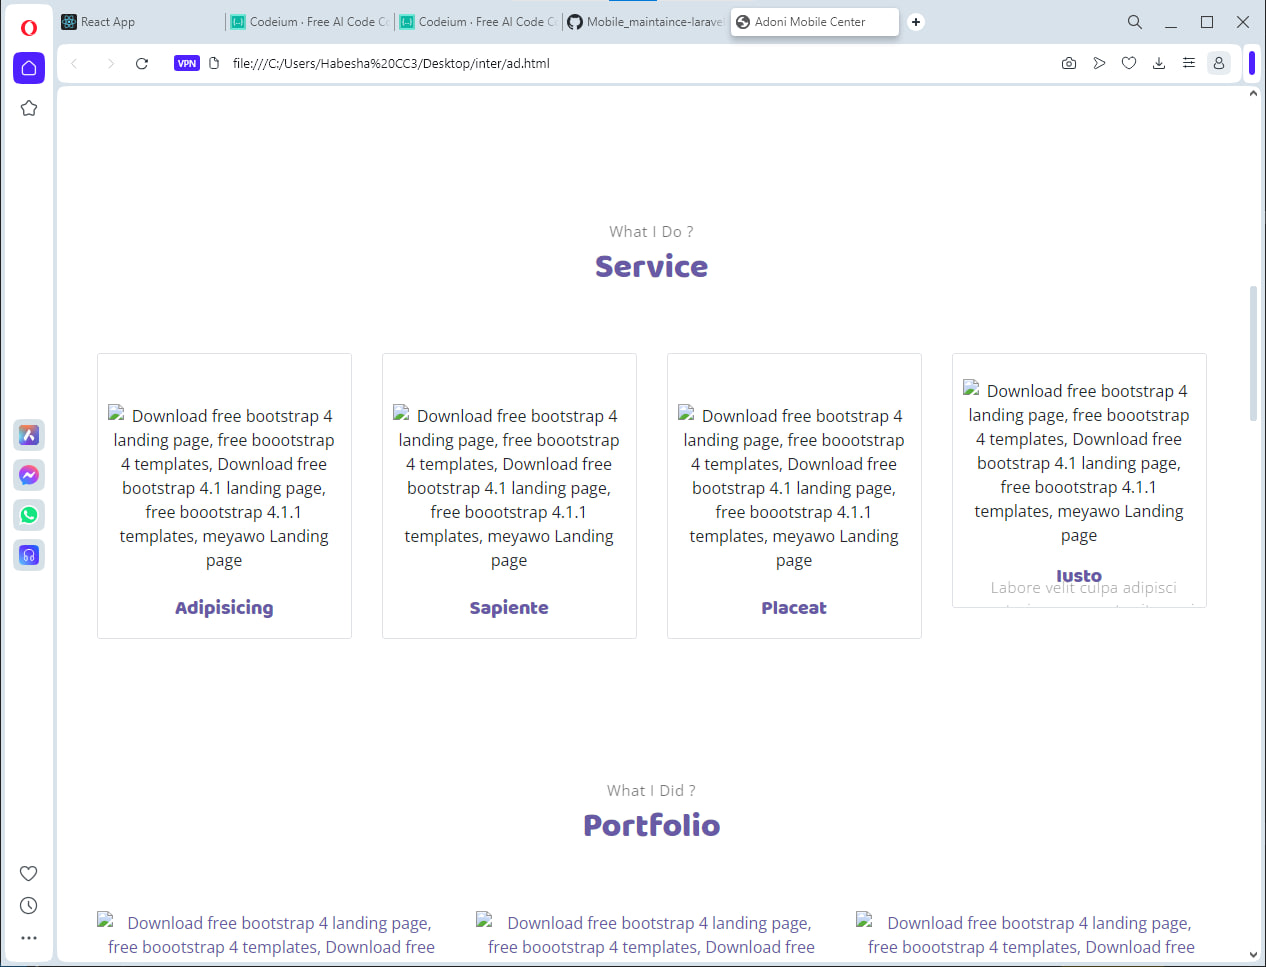 React App
Codeium · Free AI Code Co
Codeium · Free AI Code Co
Mobile_maintaince-laravel
Adoni Mobile Center
VPN
file:///C:/Users/Habesha%20CC3/Desktop/inter/ad.html
What I Do ?
Service
Download free bootstrap 4
landing page, free boootstrap
4 templates, Download free
bootstrap 4.1 landing page,
free boootstrap 4.1.1
templates, meyawo Landing
page
Adipisicing
Download free bootstrap 4
landing page, free boootstrap
4 templates, Download free
bootstrap 4.1 landing page,
free boootstrap 4.1.1
templates, meyawo Landing
page
Sapiente
Download free bootstrap 4
landing page, free boootstrap
4 templates, Download free
bootstrap 4.1 landing page,
free boootstrap 4.1.1
templates, meyawo Landing
page
Placeat
Download free bootstrap 4
landing page, free boootstrap
4 templates, Download free
bootstrap 4.1 landing page,
free boootstrap 4.1.1
templates, meyawo Landing
page
Iusto
Labore velit culpa adipisci
What I Did ?
Portfolio
Download free bootstrap 4 landing page,
free boootstrap 4 templates, Download free
Download free bootstrap 4 landing page,
free boootstrap 4 templates, Download free
Download free bootstrap 4 landing page,
free boootstrap 4 templates, Download free